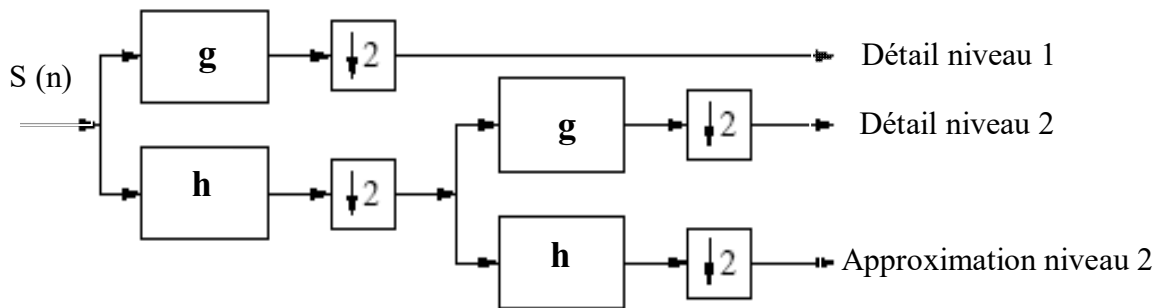 g
↓2
Détail niveau 1
S (n)
g
↓2
Détail niveau 2
h
↓2
h
↓2
Approximation niveau 2